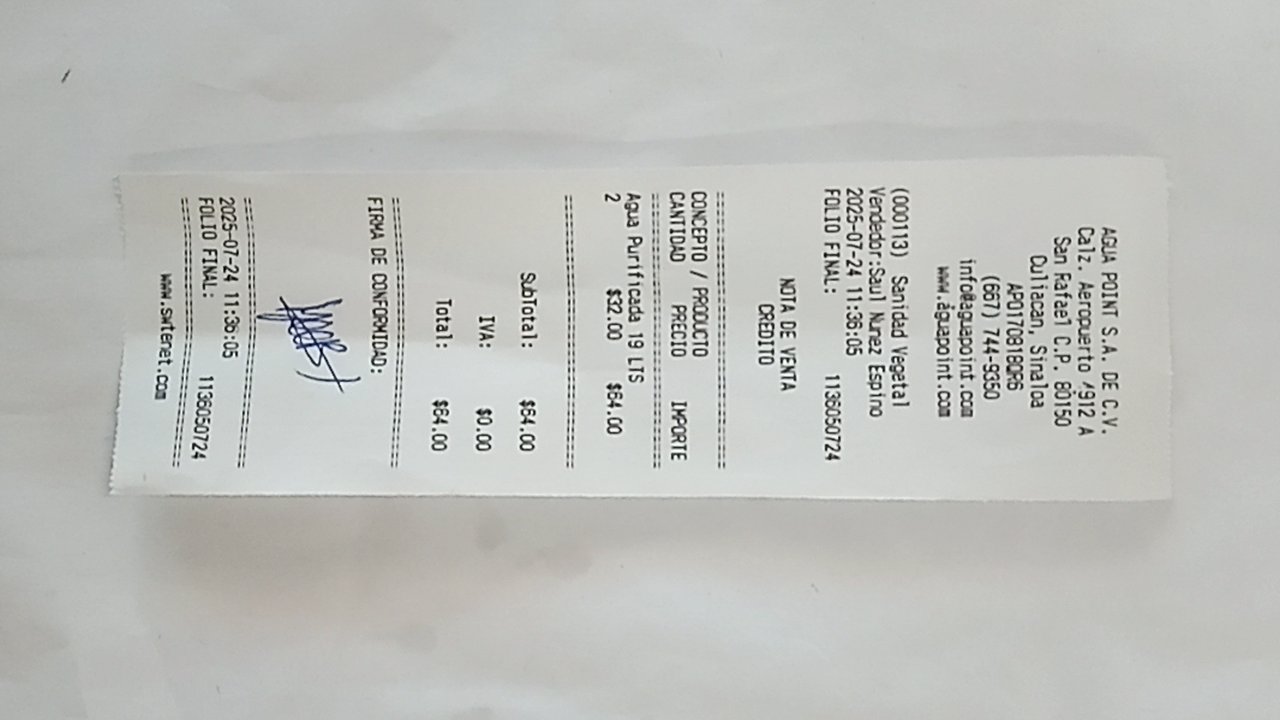 AGUA POINT S.A. DE C.V.
Calz. Aeropuerto 7912 A
San Rafael C.P. 80150
Culiacan, Sinaloa
APO170818QR6
(667) 744-9350
info@aguapoint.com
www.aguapoint.com
(000113) Sanidad Vegetal
Vendedor:Saul Nunez Espino
2025-07-24 11:36:05
FOLIO FINAL: 1136050724
NOTA DE VENTA
CREDITO
CONCEPTO / PRODUCTO
CANTIDAD PRECIO IMPORTE
Agua Purificada 19 LTS
2 $32.00 $64.00
SubTotal: $64.00
IVA: $0.00
Total: $64.00
FIRMA DE CONFORMIDAD:
2025-07-24 11:36:05
FOLIO FINAL: 1136050724
www.swtenet.com